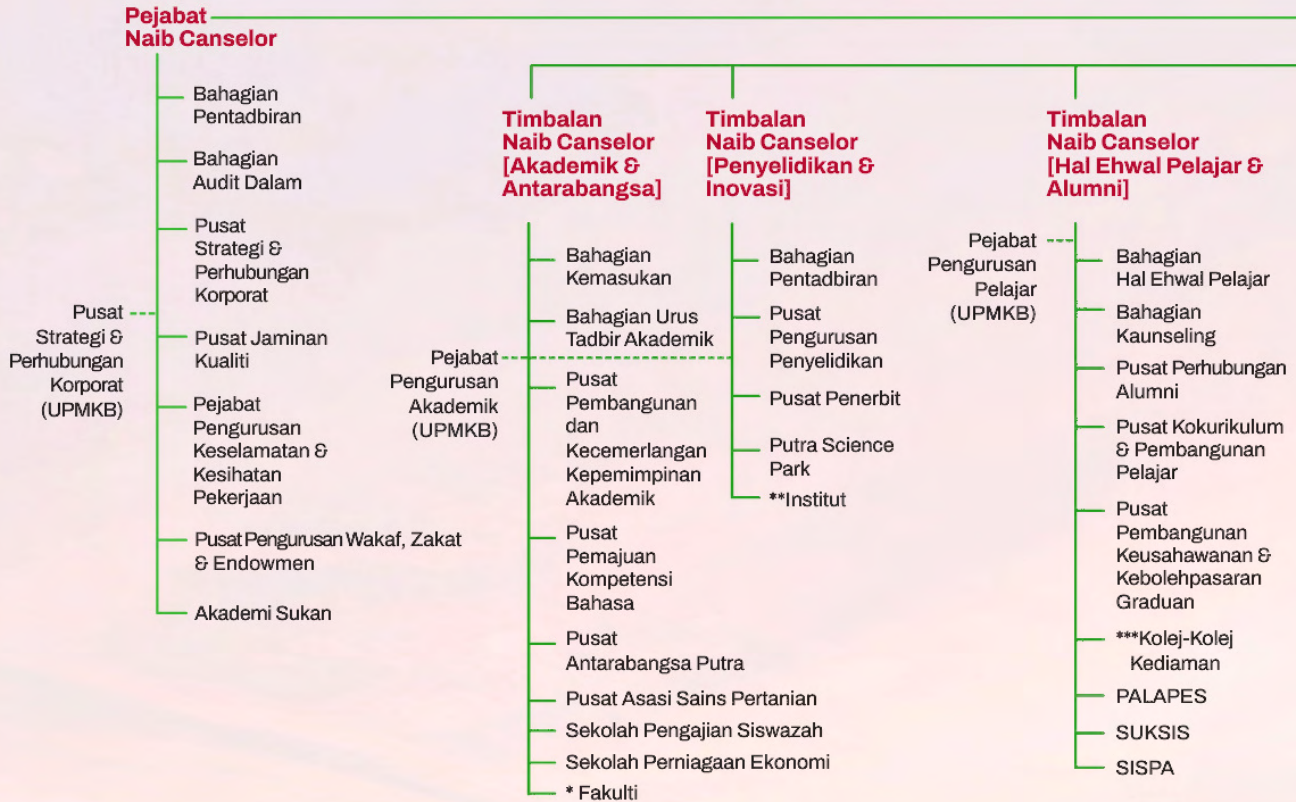 Pejabat
Naib Canselor
Bahagian
Pentadbiran
Bahagian
Audit Dalam
Pusat
Strategi &
Perhubungan
Korporat
Pusat
Strategi &
Perhubungan
Korporat
(UPMKB)
Pusat Jaminan
Kualiti
Pejabat
Pengurusan
Keselamatan &
Kesihatan
Pekerjaan
Pusat Pengurusan Wakaf, Zakat
& Endowmen
Akademi Sukan
Timbalan
Naib Canselor
[Akademik &
Antarabangsa]
Bahagian
Kemasukan
Bahagian Urus
Tadbir Akademik
Pejabat
Pengurusan
Akademik
(UPMKB)
Pusat
Pembangunan
dan
Kecemerlangan
Kepemimpinan
Akademik
Pusat
Pemajuan
Kompetensi
Bahasa
Pusat
Antarabangsa Putra
Pusat Asasi Sains Pertanian
Sekolah Pengajian Siswazah
Sekolah Perniagaan Ekonomi
* Fakulti
Timbalan
Naib Canselor
[Penyelidikan &
Inovasi]
Bahagian
Pentadbiran
Pusat
Pengurusan
Penyelidikan
Pusat Penerbit
Putra Science
Park
**Institut
Timbalan
Naib Canselor
[Hal Ehwal Pelajar &
Alumni]
Pejabat
Pengurusan
Pelajar
(UPMKB)
Bahagian
Hal Ehwal Pelajar
Bahagian
Kaunseling
Pusat Perhubungan
Alumni
Pusat Kokurikulum
& Pembangunan
Pelajar
Pusat
Pembangunan
Keusahawanan &
Kebolehpasaran
Graduan
***Kolej-Kolej
Kediaman
PALAPES
SUKSIS
SISPA